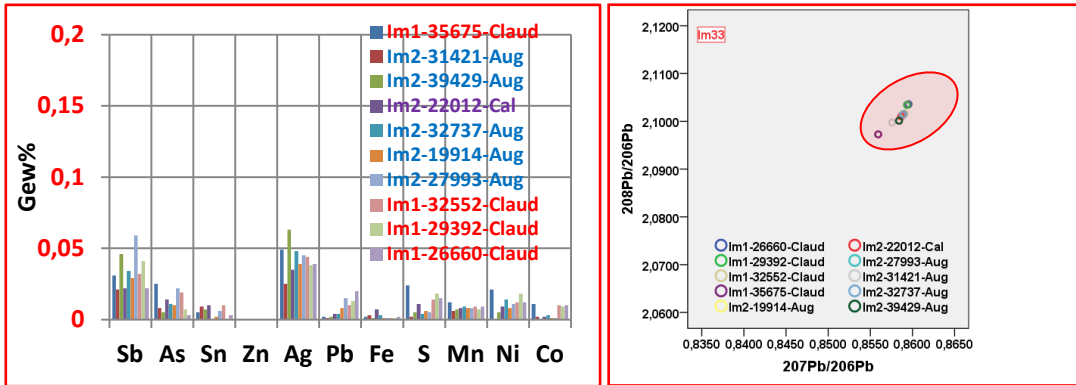 0,2
0,15
0,1
0,05
0
Gew%
Im1-35675-Claud
Im2-31421-Aug
Im2-39429-Aug
Im2-22012-Cal
Im2-32737-Aug
Im2-19914-Aug
Im2-27993-Aug
Im1-32552-Claud
Im1-29392-Claud
Im1-26660-Claud
Sb As Sn Zn Ag Pb Fe S Mn Ni Co
Im33
2,1200
2,1100
2,1000
2,0900
2,0800
2,0700
2,0600
208Pb/206Pb
Im1-26660-Claud Im2-22012-Cal
Im1-29392-Claud Im2-27993-Aug
Im1-32552-Claud Im2-31421-Aug
Im1-35675-Claud Im2-32737-Aug
Im2-19914-Aug Im2-39429-Aug
0,8350 0,8400 0,8450 0,8500 0,8550 0,8600 0,8650
207Pb/206Pb